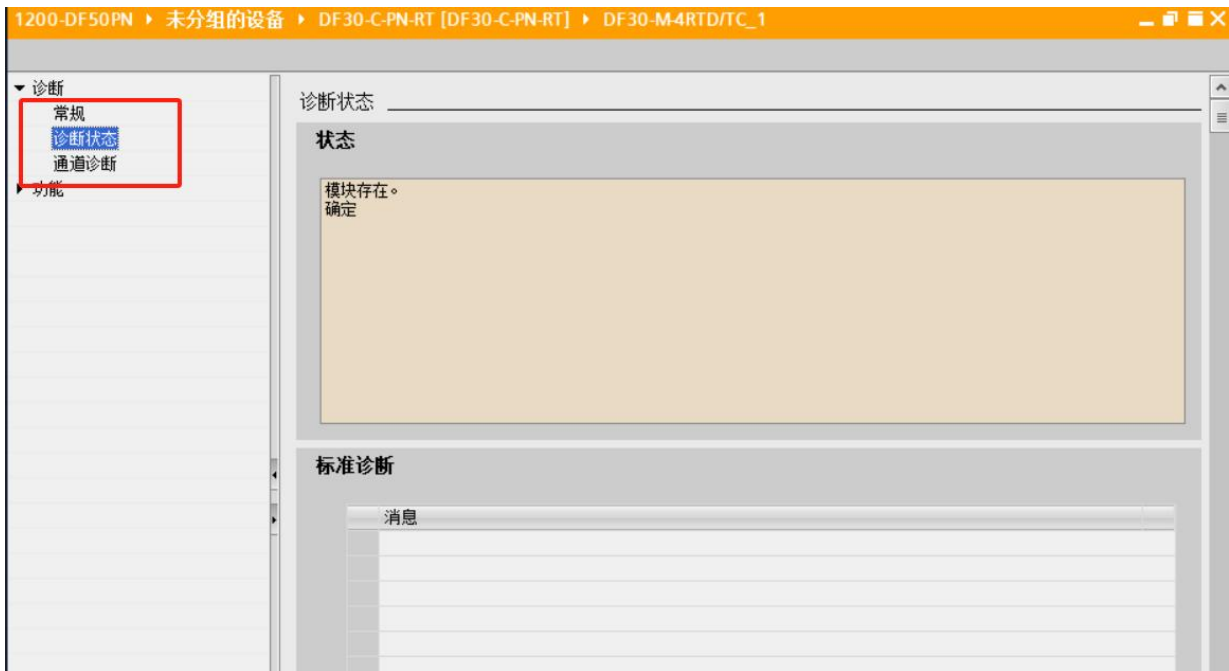 1200-DF50PN ▸ 未分组的设备 ▸ DF30-C-PN-RT [DF30-C-PN-RT] ▸ DF30-M-4RTD/TC_1
诊断
常规
诊断状态
通道诊断
功能
诊断状态
状态
模块存在。
确定
标准诊断
消息